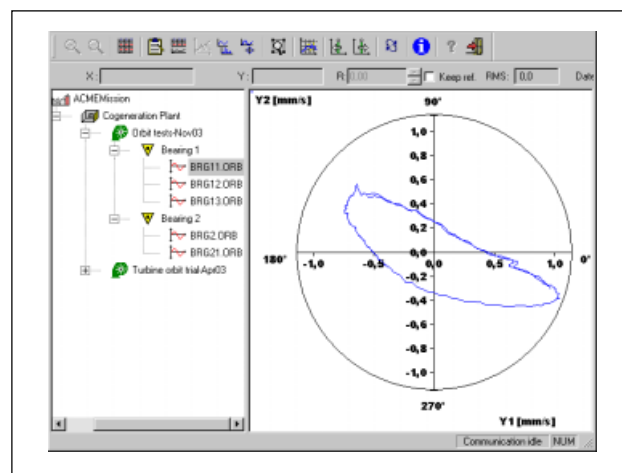 X:
Y:
R: 0.00
Keep ref.
RMS: 0,0
Date
ACMEMission
Cogeneration Plant
Orbit tests-Nov03
Bearing 1
BRG11.ORB
BRG12.ORB
BRG13.ORB
Bearing 2
BRG2.ORB
BRG21.ORB
Turbine orbit trial-Apr03
Y2 [mm/s]
90°
1,0
0,8
0,6
0,4
0,2
180°
-1,0
-0,5
0,0
0,5
1,0
0°
-0,2
-0,4
-0,6
-0,8
-1,0
270°
Y1 [mm/s]
Communication idle
NUM